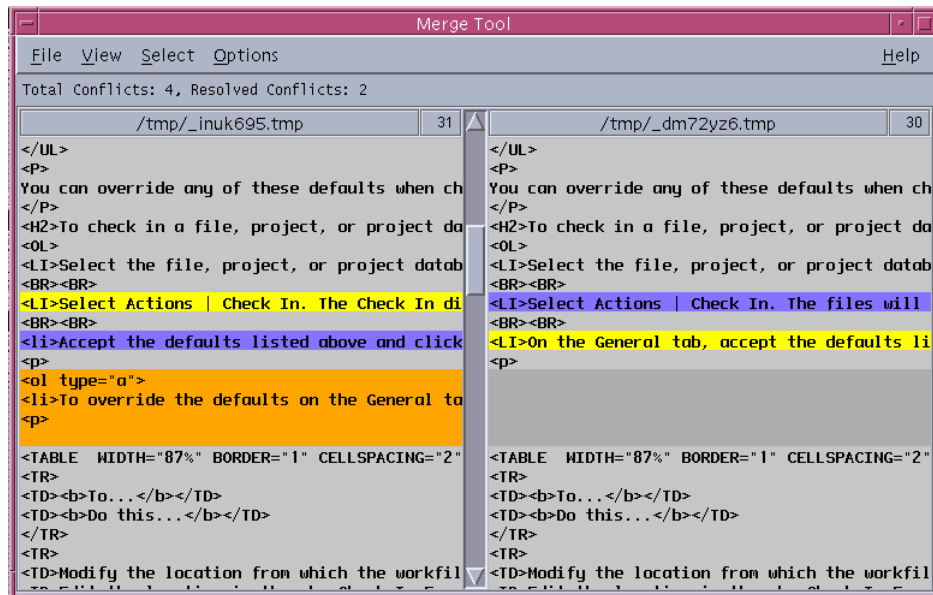 Merge Tool
File View Select Options Help
Total Conflicts: 4, Resolved Conflicts: 2
/tmp/_inuk695.tmp 31
</UL>
<P>
You can override any of these defaults when ch
</P>
<H2>To check in a file, project, or project da
<OL>
<LI>Select the file, project, or project datab
<BR><BR>
<LI>Select Actions | Check In. The Check In di
<BR><BR>
<li>Accept the defaults listed above and click
<p>
<ol type="a">
<li>To override the defaults on the General ta
<p>
<TABLE WIDTH="87%" BORDER="1" CELLSPACING="2"
<TR>
<TD><b>To...</b></TD>
<TD><b>Do this...</b></TD>
</TR>
<TR>
<TD>Modify the location from which the workfil
/tmp/_dm72yz6.tmp 30
</UL>
<P>
You can override any of these defaults when ch
</P>
<H2>To check in a file, project, or project da
<OL>
<LI>Select the file, project, or project datab
<BR><BR>
<LI>Select Actions | Check In. The files will
<BR><BR>
<LI>On the General tab, accept the defaults li
<p>
<TABLE WIDTH="87%" BORDER="1" CELLSPACING="2"
<TR>
<TD><b>To...</b></TD>
<TD><b>Do this...</b></TD>
</TR>
<TR>
<TD>Modify the location from which the workfil